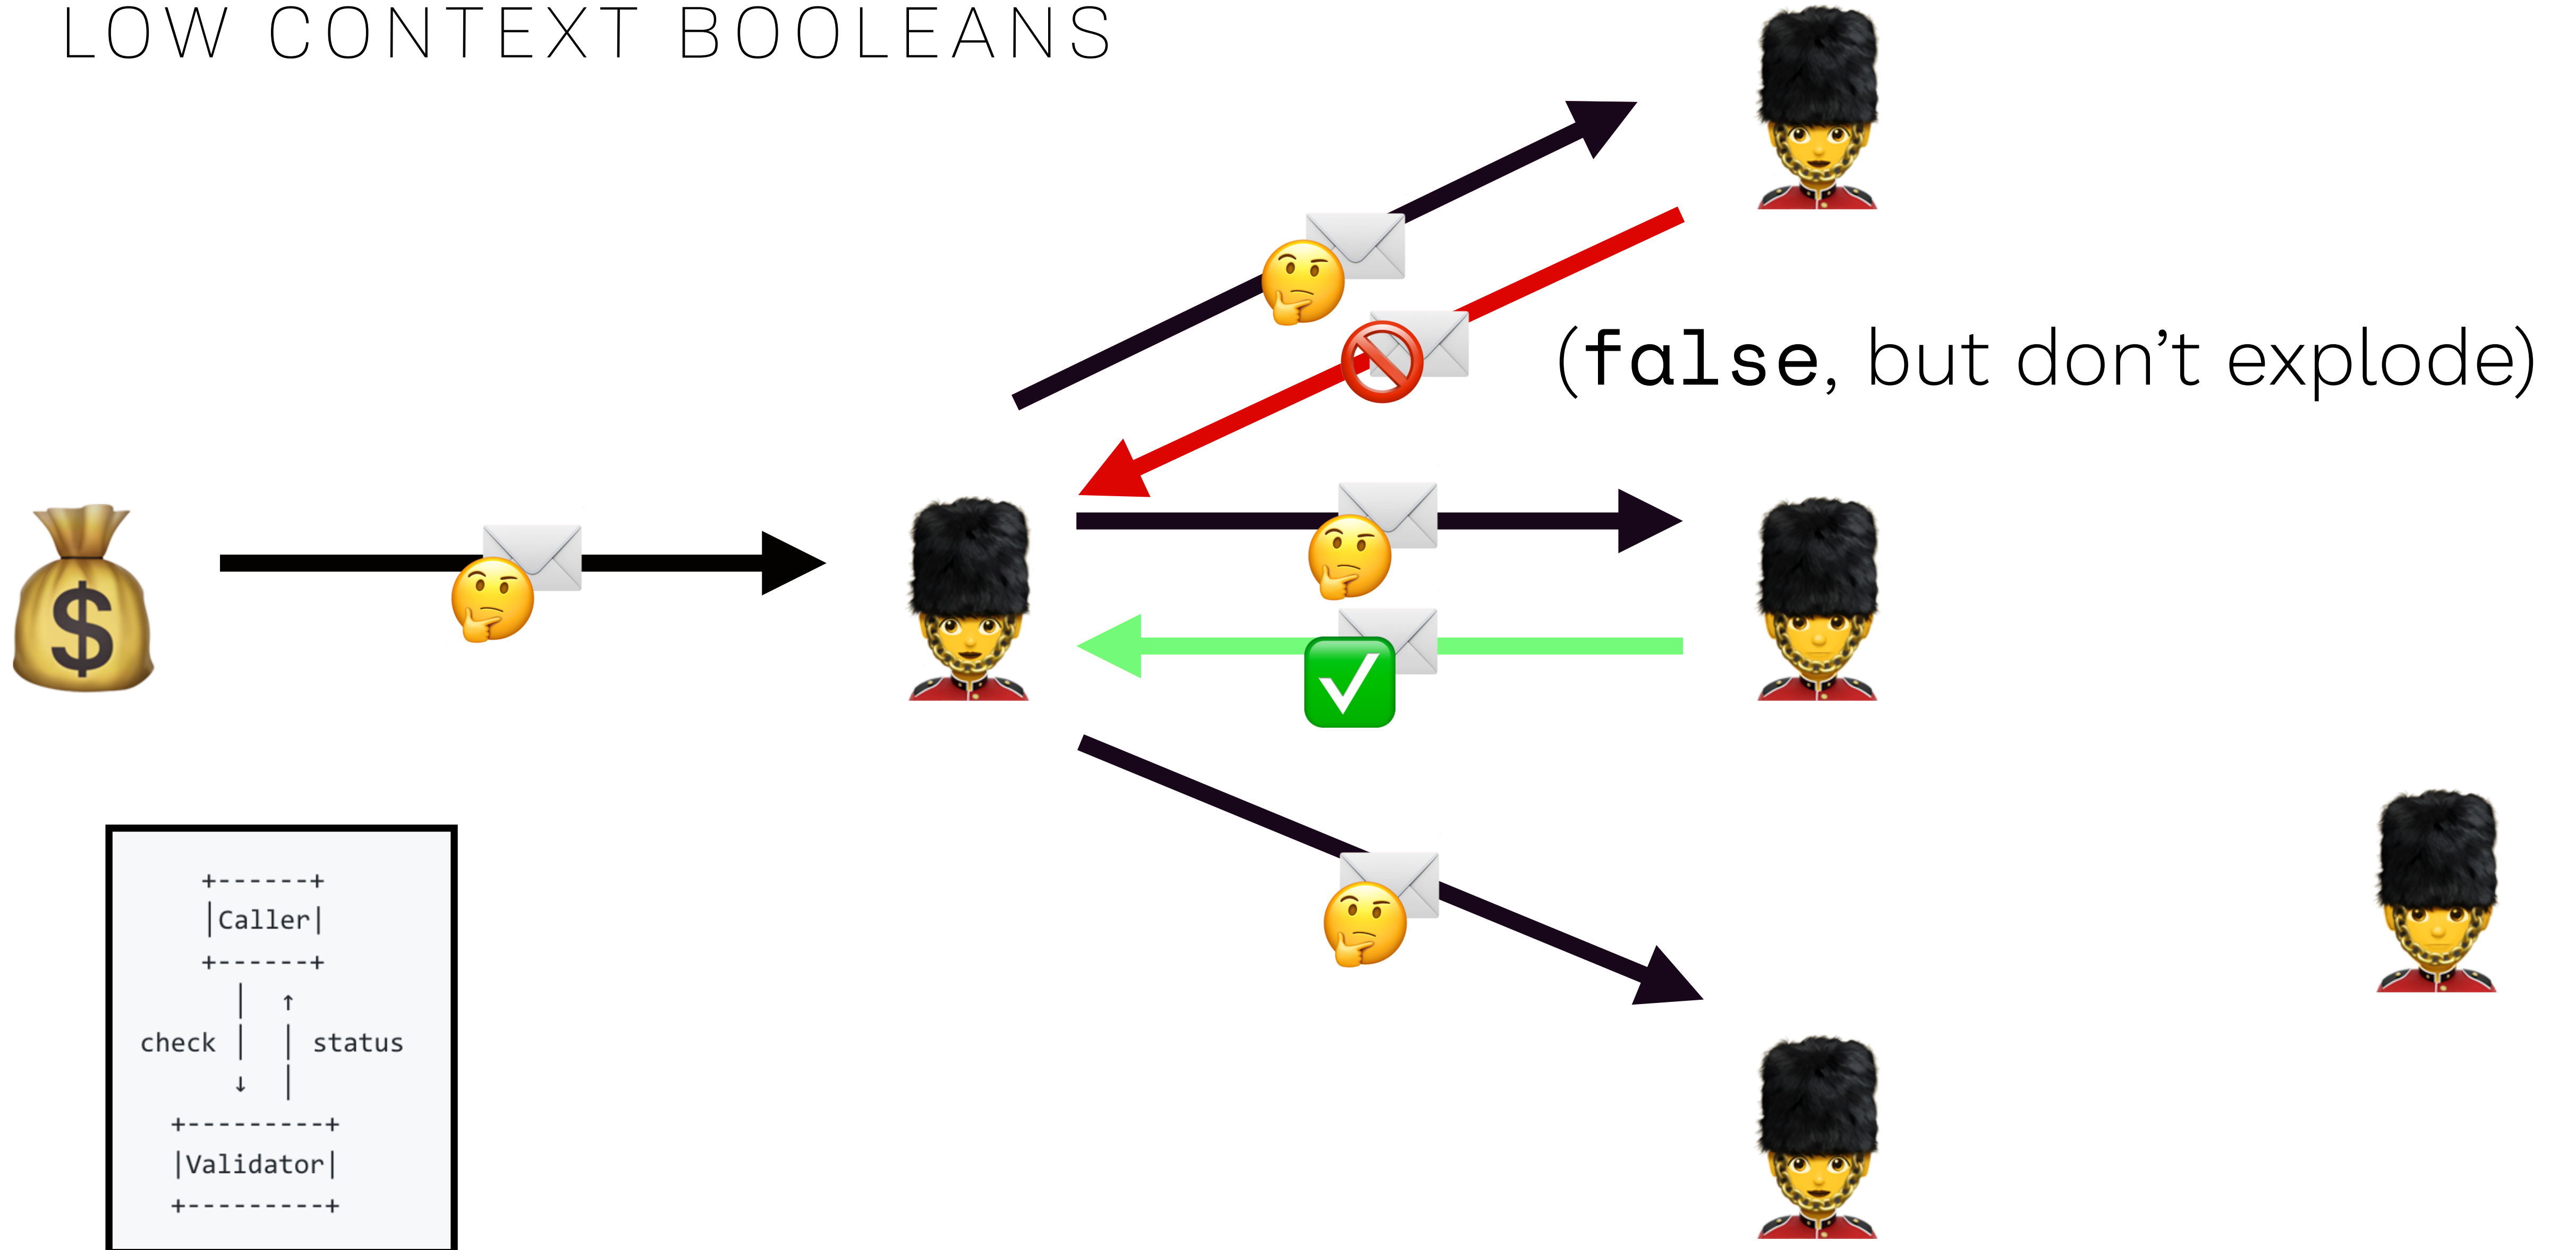 LOW CONTEXT BOOLEANS
(false, but don’t explode)
$
+------+
|Caller|
+------+
| ↑
check | | status
↓ |
+---------+
|Validator|
+---------+